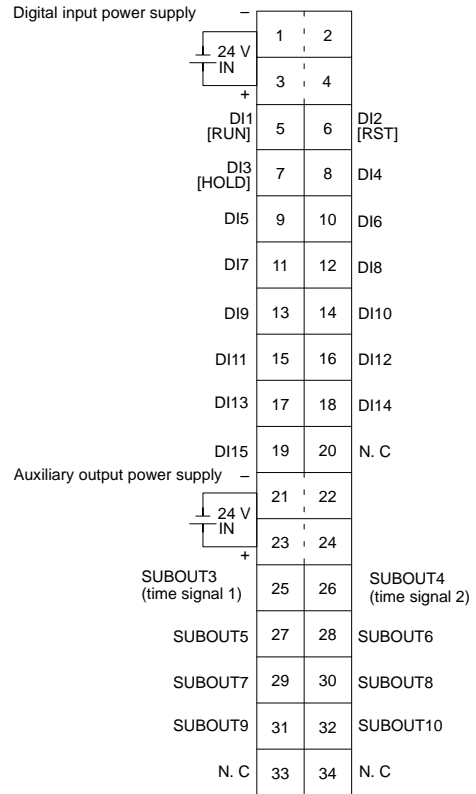 Digital input power supply –
1 2
24 V
IN
3 4
+
DI1
[RUN] 5 6 DI2
[RST]
DI3
[HOLD] 7 8 DI4
DI5 9 10 DI6
DI7 11 12 DI8
DI9 13 14 DI10
DI11 15 16 DI12
DI13 17 18 DI14
DI15 19 20 N. C
Auxiliary output power supply –
21 22
24 V
IN
23 24
+
SUBOUT3
(time signal 1) 25 26 SUBOUT4
(time signal 2)
SUBOUT5 27 28 SUBOUT6
SUBOUT7 29 30 SUBOUT8
SUBOUT9 31 32 SUBOUT10
N. C 33 34 N. C